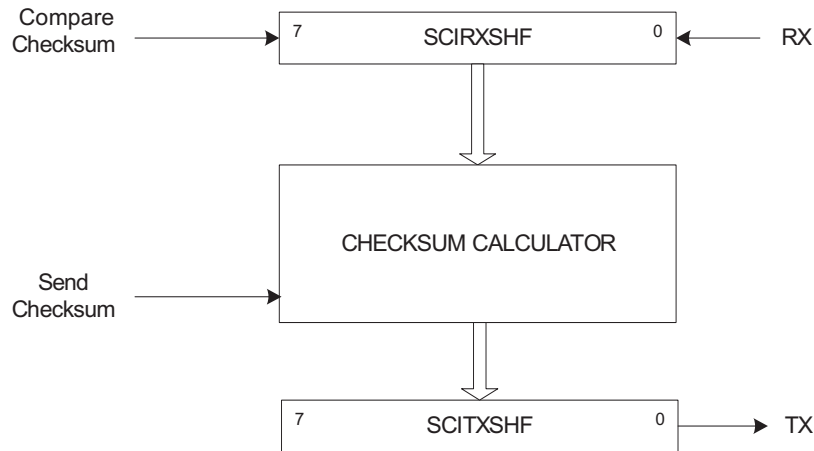 Compare
Checksum
7 SCIRXSHF 0
RX
CHECKSUM CALCULATOR
Send
Checksum
7 SCITXSHF 0
TX